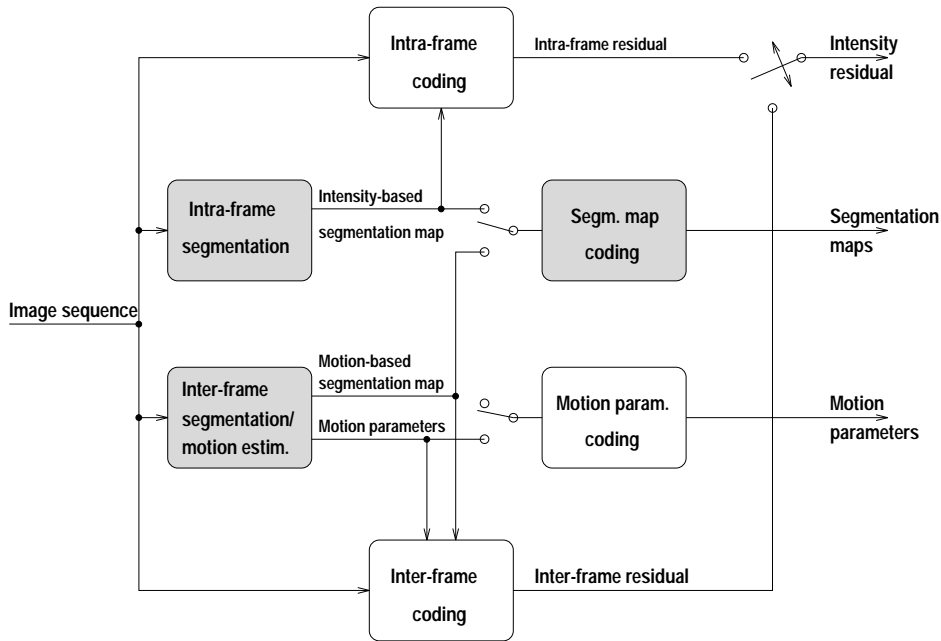 Intra-frame
coding
Intra-frame residual
Intensity
residual
Intra-frame
segmentation
Intensity-based
segmentation map
Segm. map
coding
Segmentation
maps
Image sequence
Inter-frame
segmentation/
motion estim.
Motion-based
segmentation map
Motion parameters
Motion param.
coding
Motion
parameters
Inter-frame
coding
Inter-frame residual